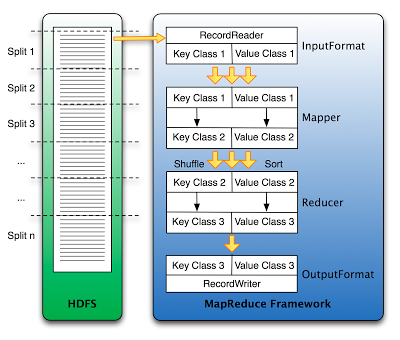 Split 1
Split 2
Split 3
...
...
Split n
HDFS
RecordReader
Key Class 1 Value Class 1
InputFormat
Key Class 1 Value Class 1
Mapper
Key Class 2 Value Class 2
Shuffle Sort
Key Class 2 Value Class 2
Reducer
Key Class 3 Value Class 3
Key Class 3 Value Class 3
OutputFormat
RecordWriter
MapReduce Framework